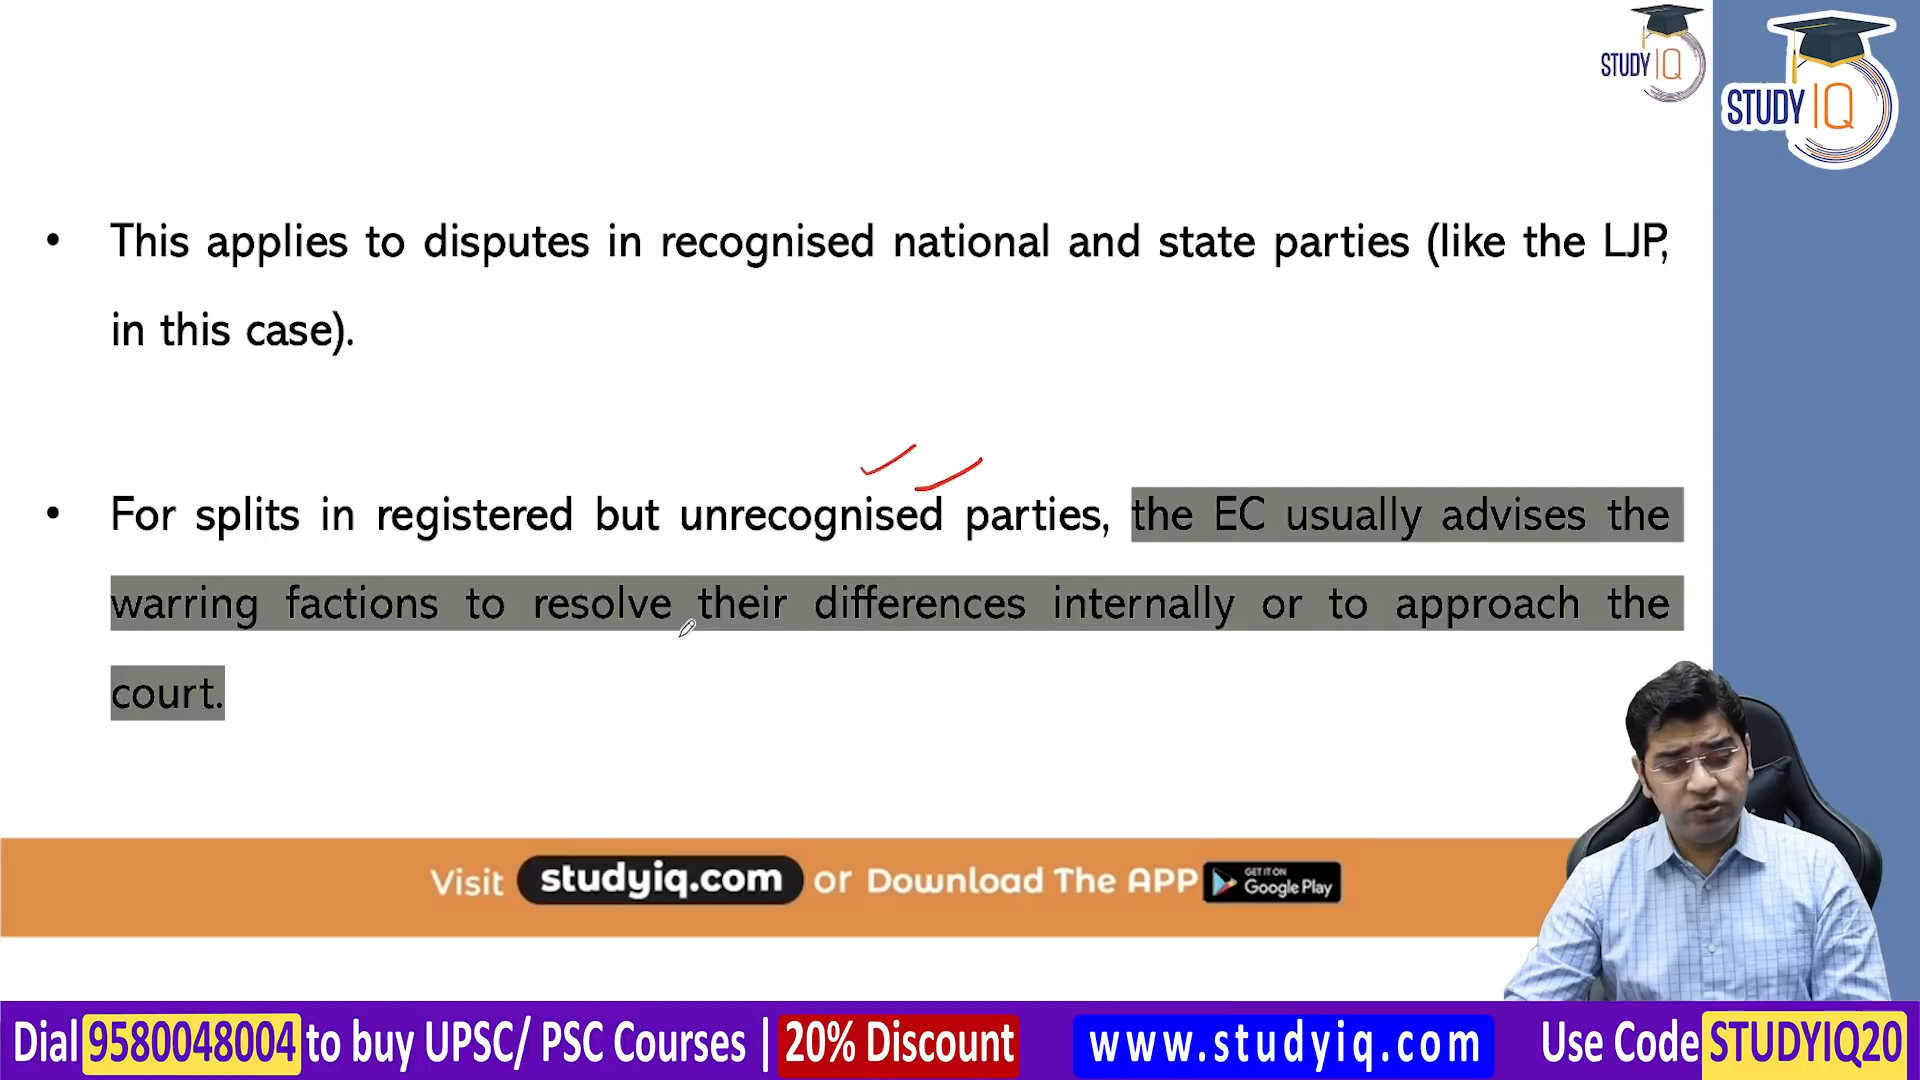 STUDY IQ
STUDY IQ
• This applies to disputes in recognised national and state parties (like the LJP,
in this case).
• For splits in registered but unrecognised parties, the EC usually advises the
warring factions to resolve their differences internally or to approach the
court.
Visit studyiq.com or Download The APP GET IT ON Google Play
Dial 9580048004 to buy UPSC/ PSC Courses | 20% Discount www.studyiq.com Use Code STUDYIQ20